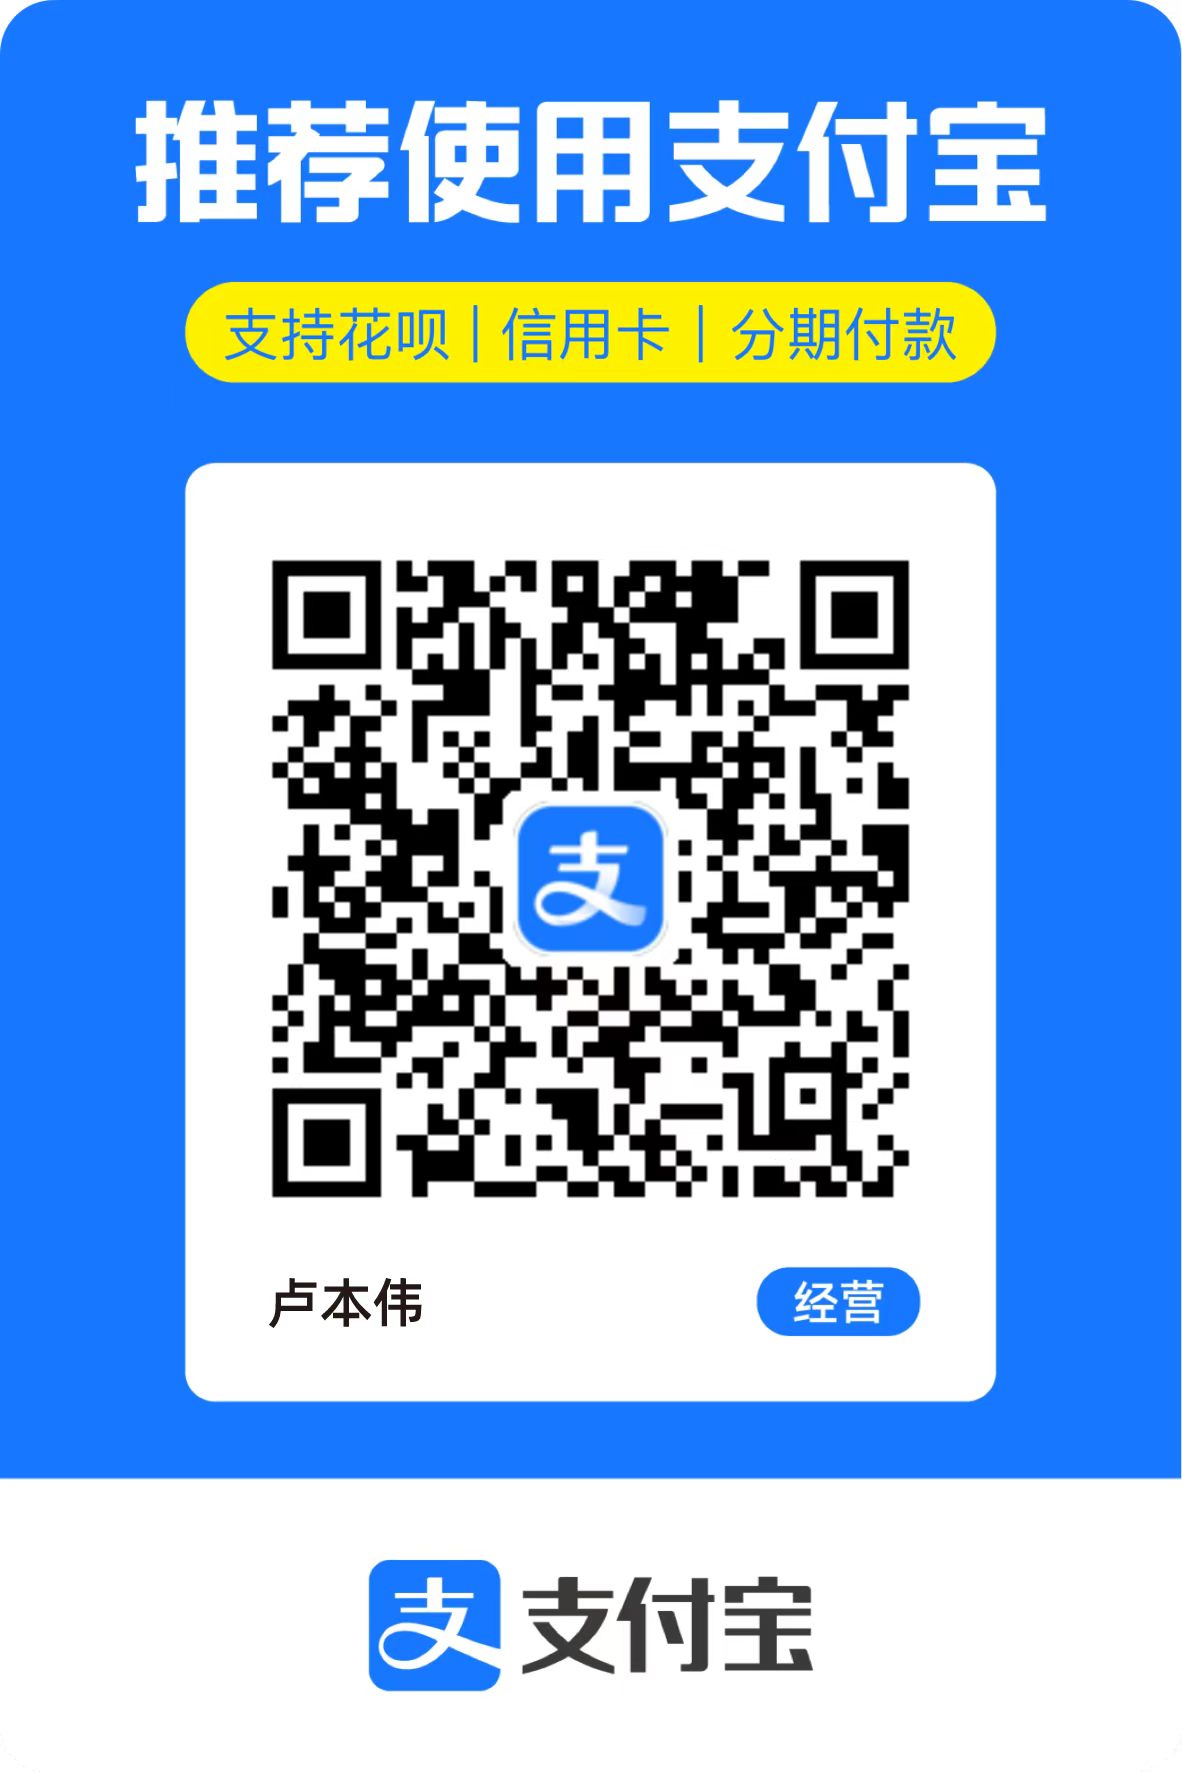 推荐使用支付宝
支持花呗 | 信用卡 | 分期付款
支
卢本伟
经营
支 支付宝